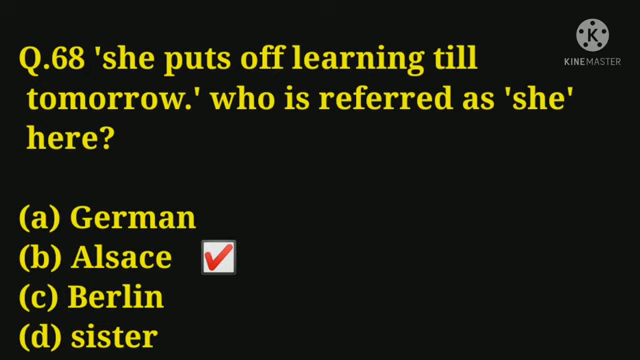 K
KINEMASTER
Q.68 'she puts off learning till
tomorrow.' who is referred as 'she'
here?
(a) German
(b) Alsace
(c) Berlin
(d) sister